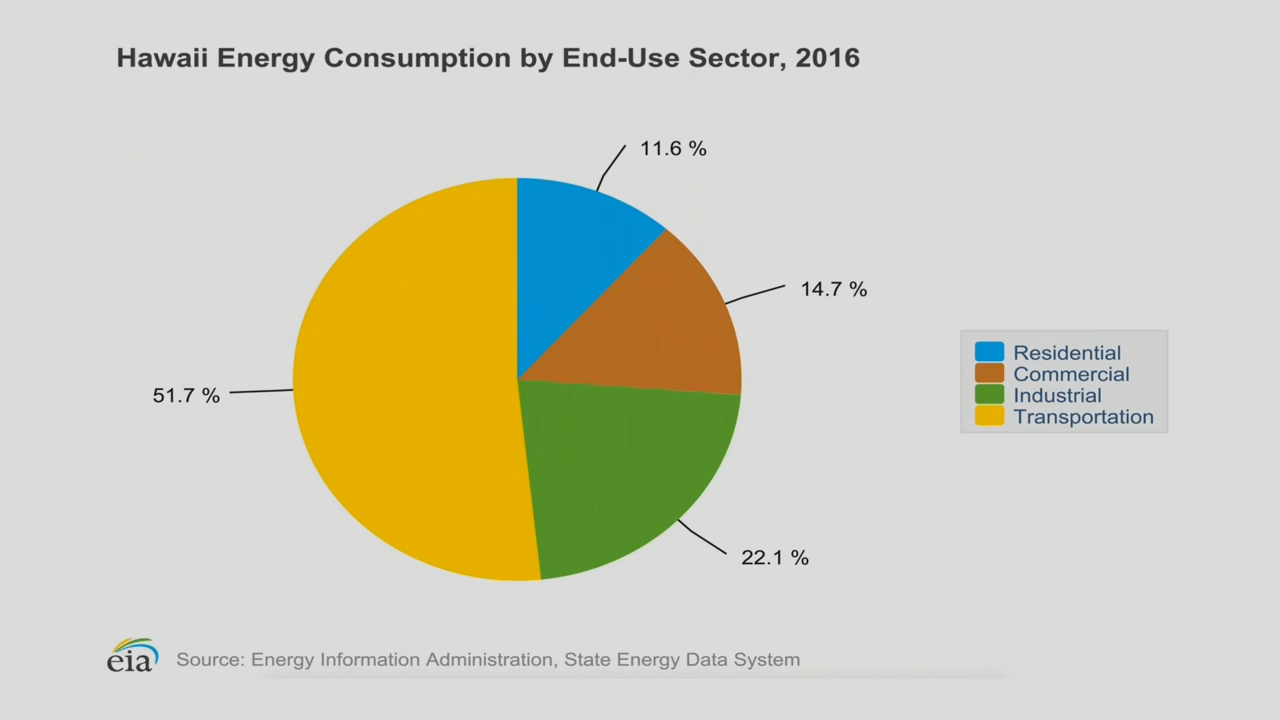 Hawaii Energy Consumption by End-Use Sector, 2016
11.6 %
14.7 %
51.7 %
22.1 %
Residential
Commercial
Industrial
Transportation
eia
Source: Energy Information Administration, State Energy Data System